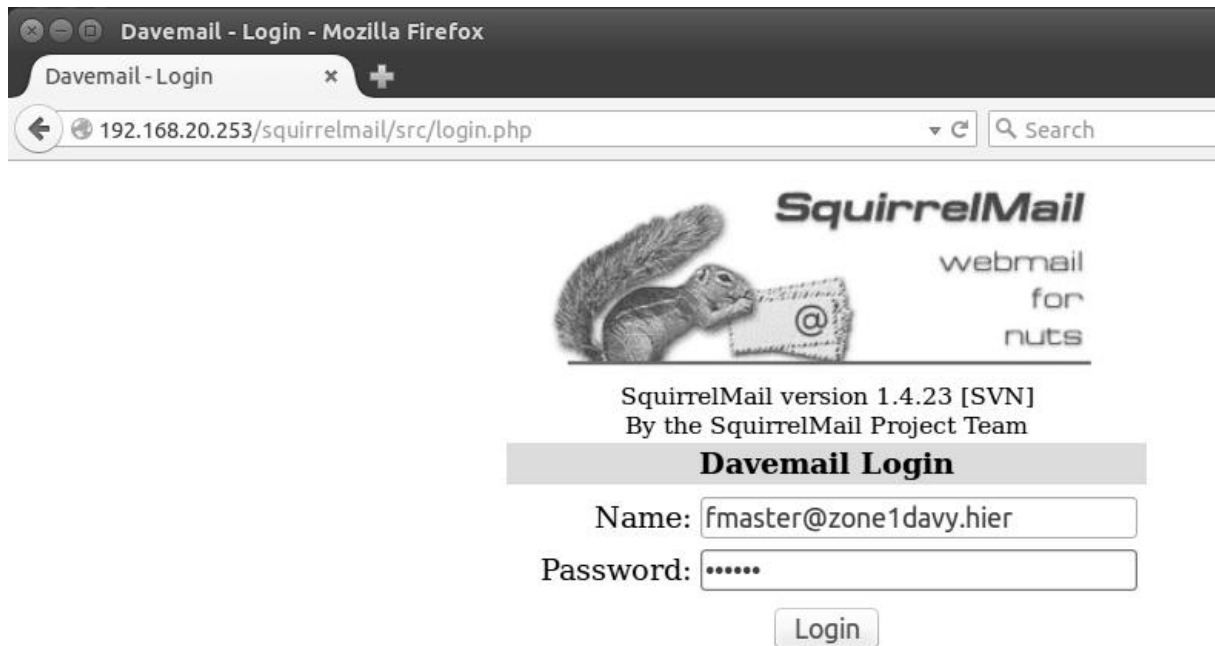 Davemail - Login - Mozilla Firefox
Davemail - Login
192.168.20.253/squirrelmail/src/login.php
Search
SquirrelMail
webmail
for
nuts
@
SquirrelMail version 1.4.23 [SVN]
By the SquirrelMail Project Team
Davemail Login
Name: fmaster@zone1davy.hier
Password: ••••••
Login